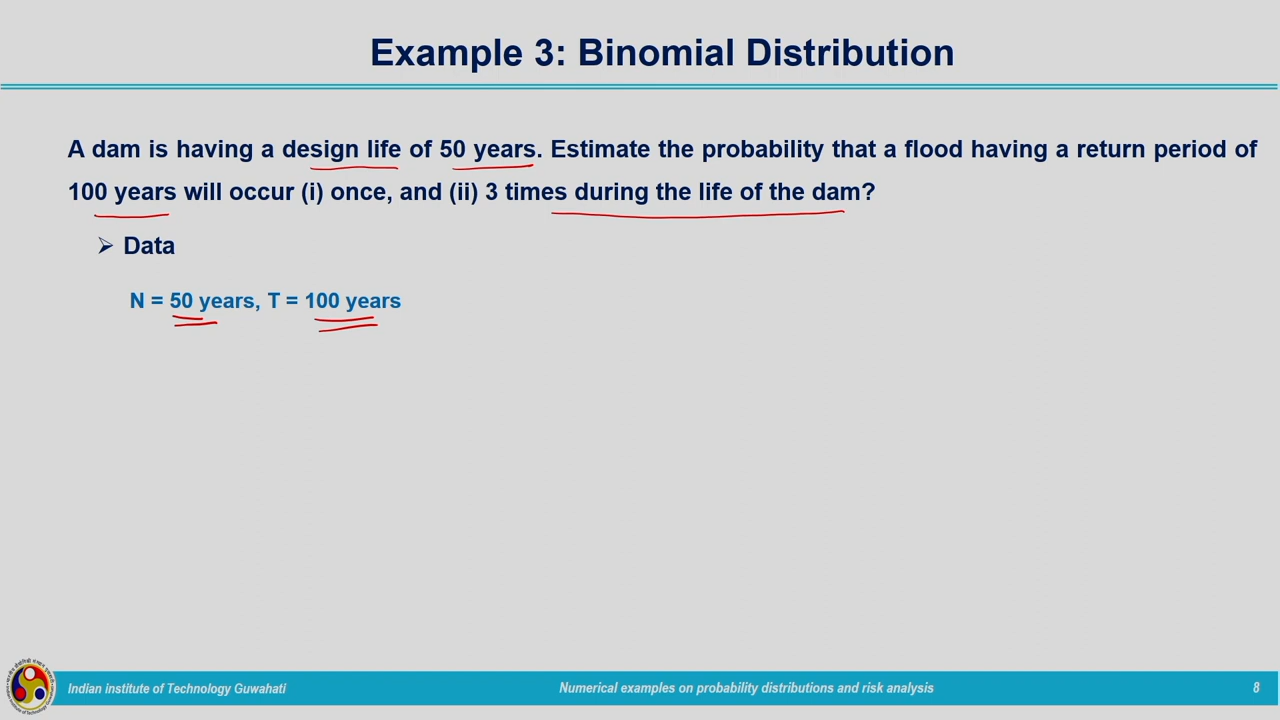 Example 3: Binomial Distribution
A dam is having a design life of 50 years. Estimate the probability that a flood having a return period of
100 years will occur (i) once, and (ii) 3 times during the life of the dam?
➢ Data
N = 50 years, T = 100 years
Indian institute of Technology Guwahati
Numerical examples on probability distributions and risk analysis
8